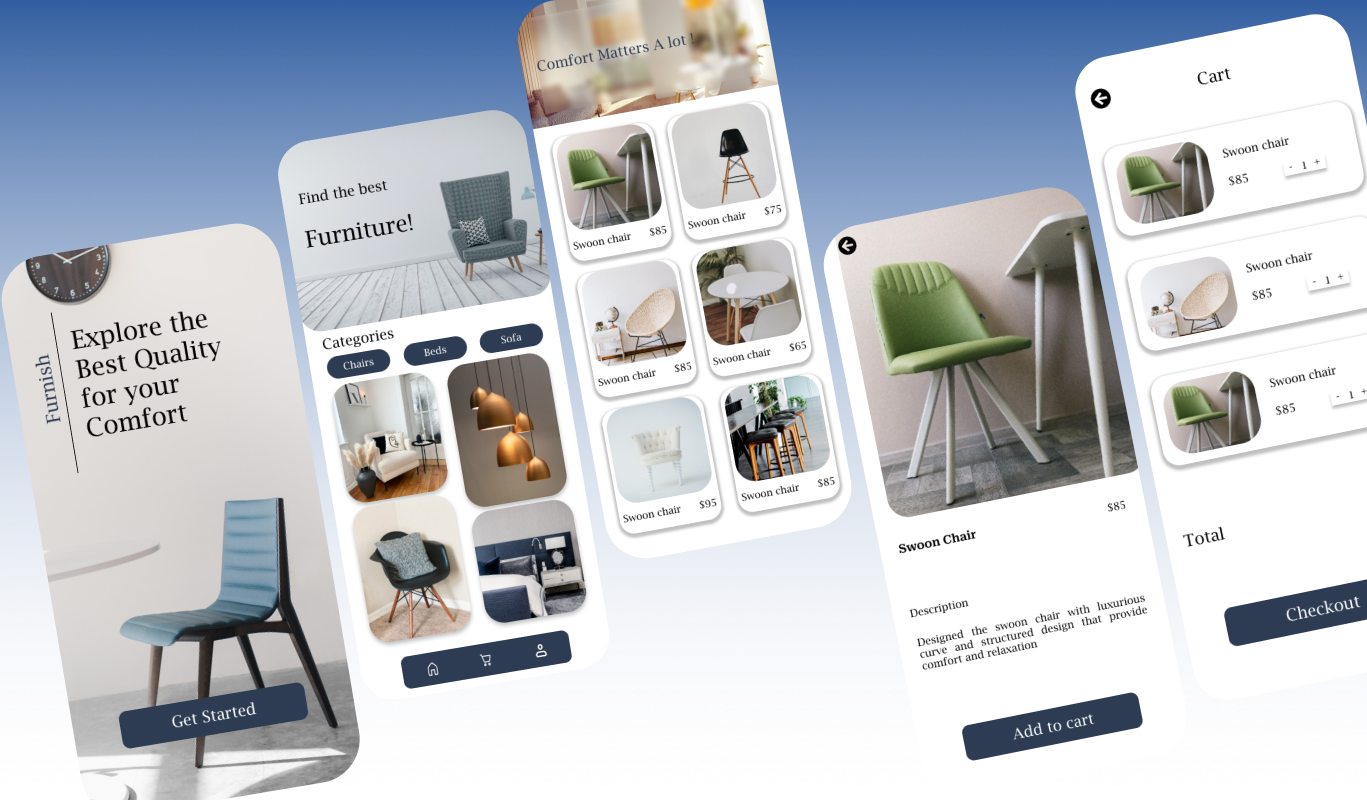 Furnish
Explore the
Best Quality
for your
Comfort
Get Started
Find the best
Furniture!
Categories
Chairs
Beds
Sofa
Comfort Matters A lot !
Swoon chair $85
Swoon chair $75
Swoon chair $85
Swoon chair $65
Swoon chair $95
Swoon chair $85
$85
Swoon Chair
Description
Designed the swoon chair with luxurious
curve and structured design that provide
comfort and relaxation
Add to cart
Cart
Swoon chair
$85 - 1 +
Swoon chair
$85 - 1 +
Swoon chair
$85 - 1 +
Total
Checkout